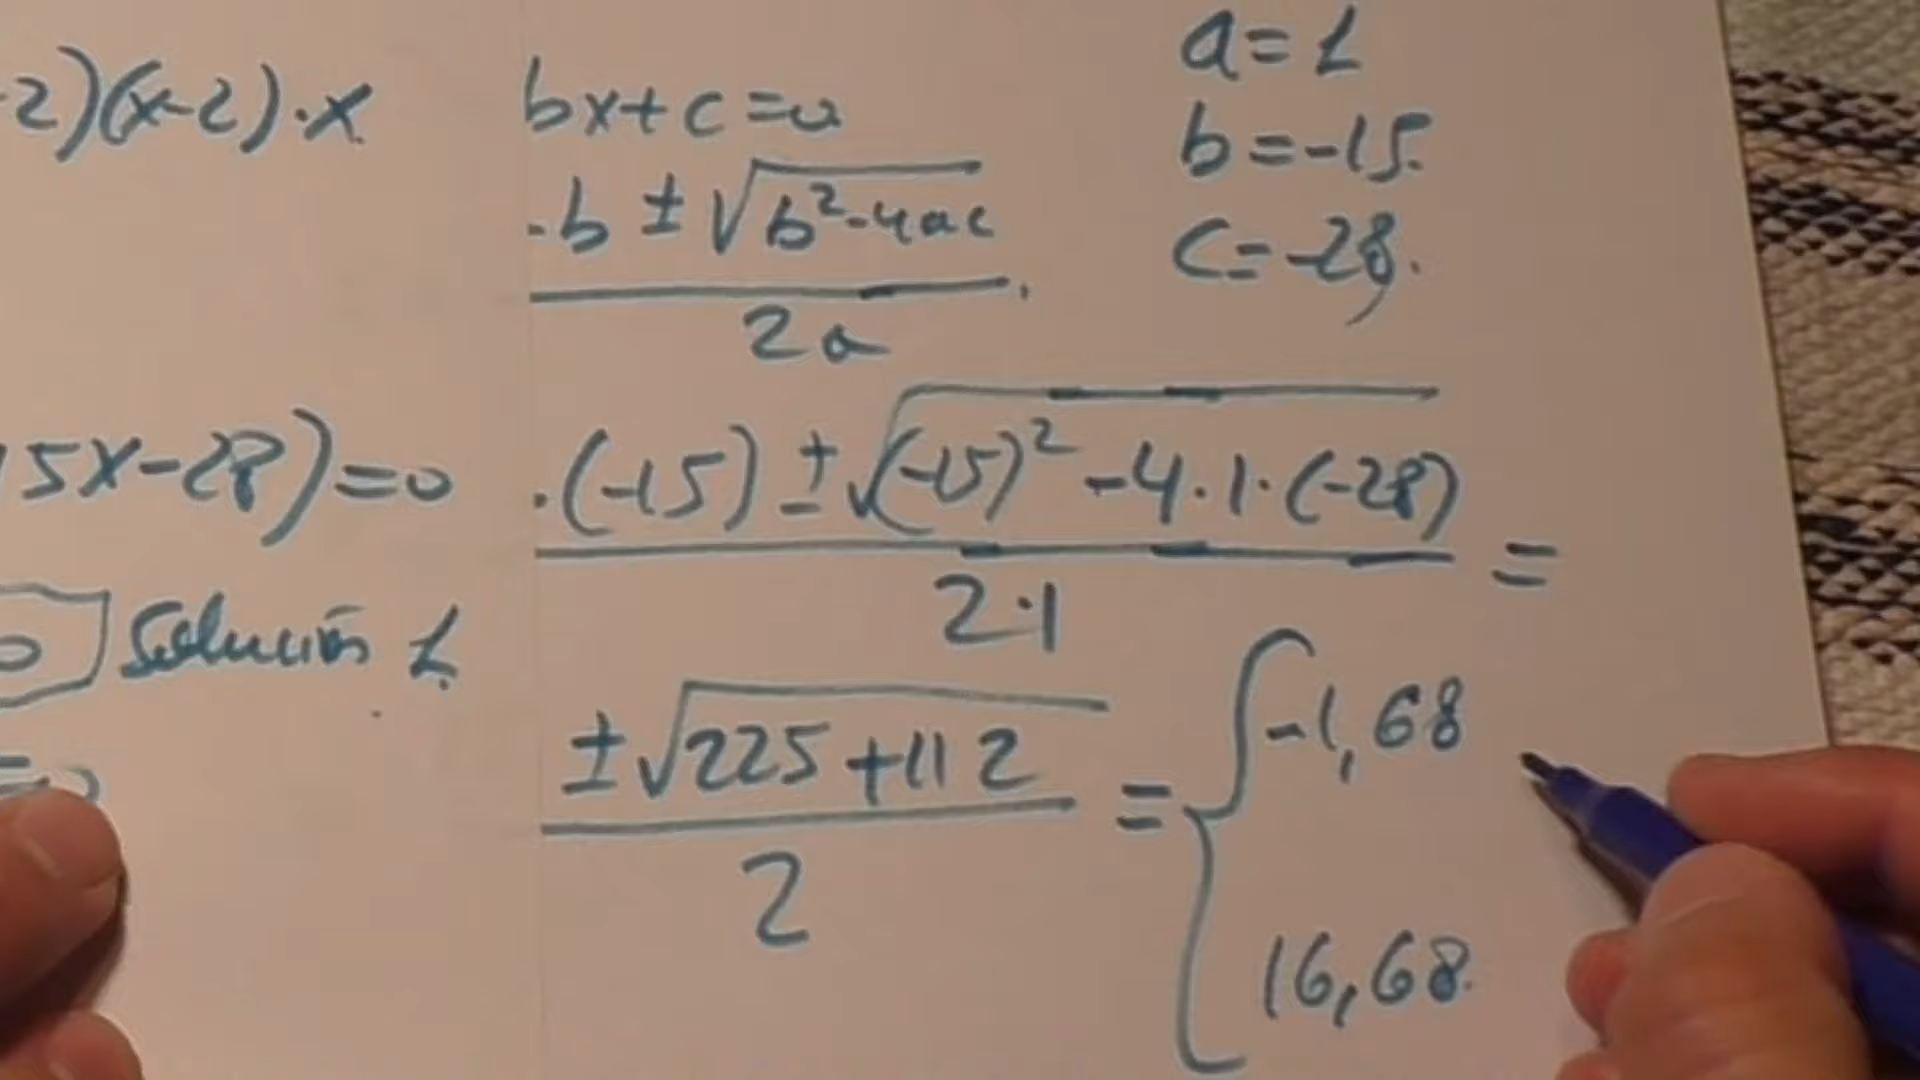 -2)(x-2)·x
5x-28)=0
0 Solución 1.
bx+c=0
-b ± √b²-4ac
2a
a=1
b=-15.
c=-28.
·(-15) ± √(-15)² -4·1·(-28)
2·1
=
± √225+112
2
= { -1,68
16,68.